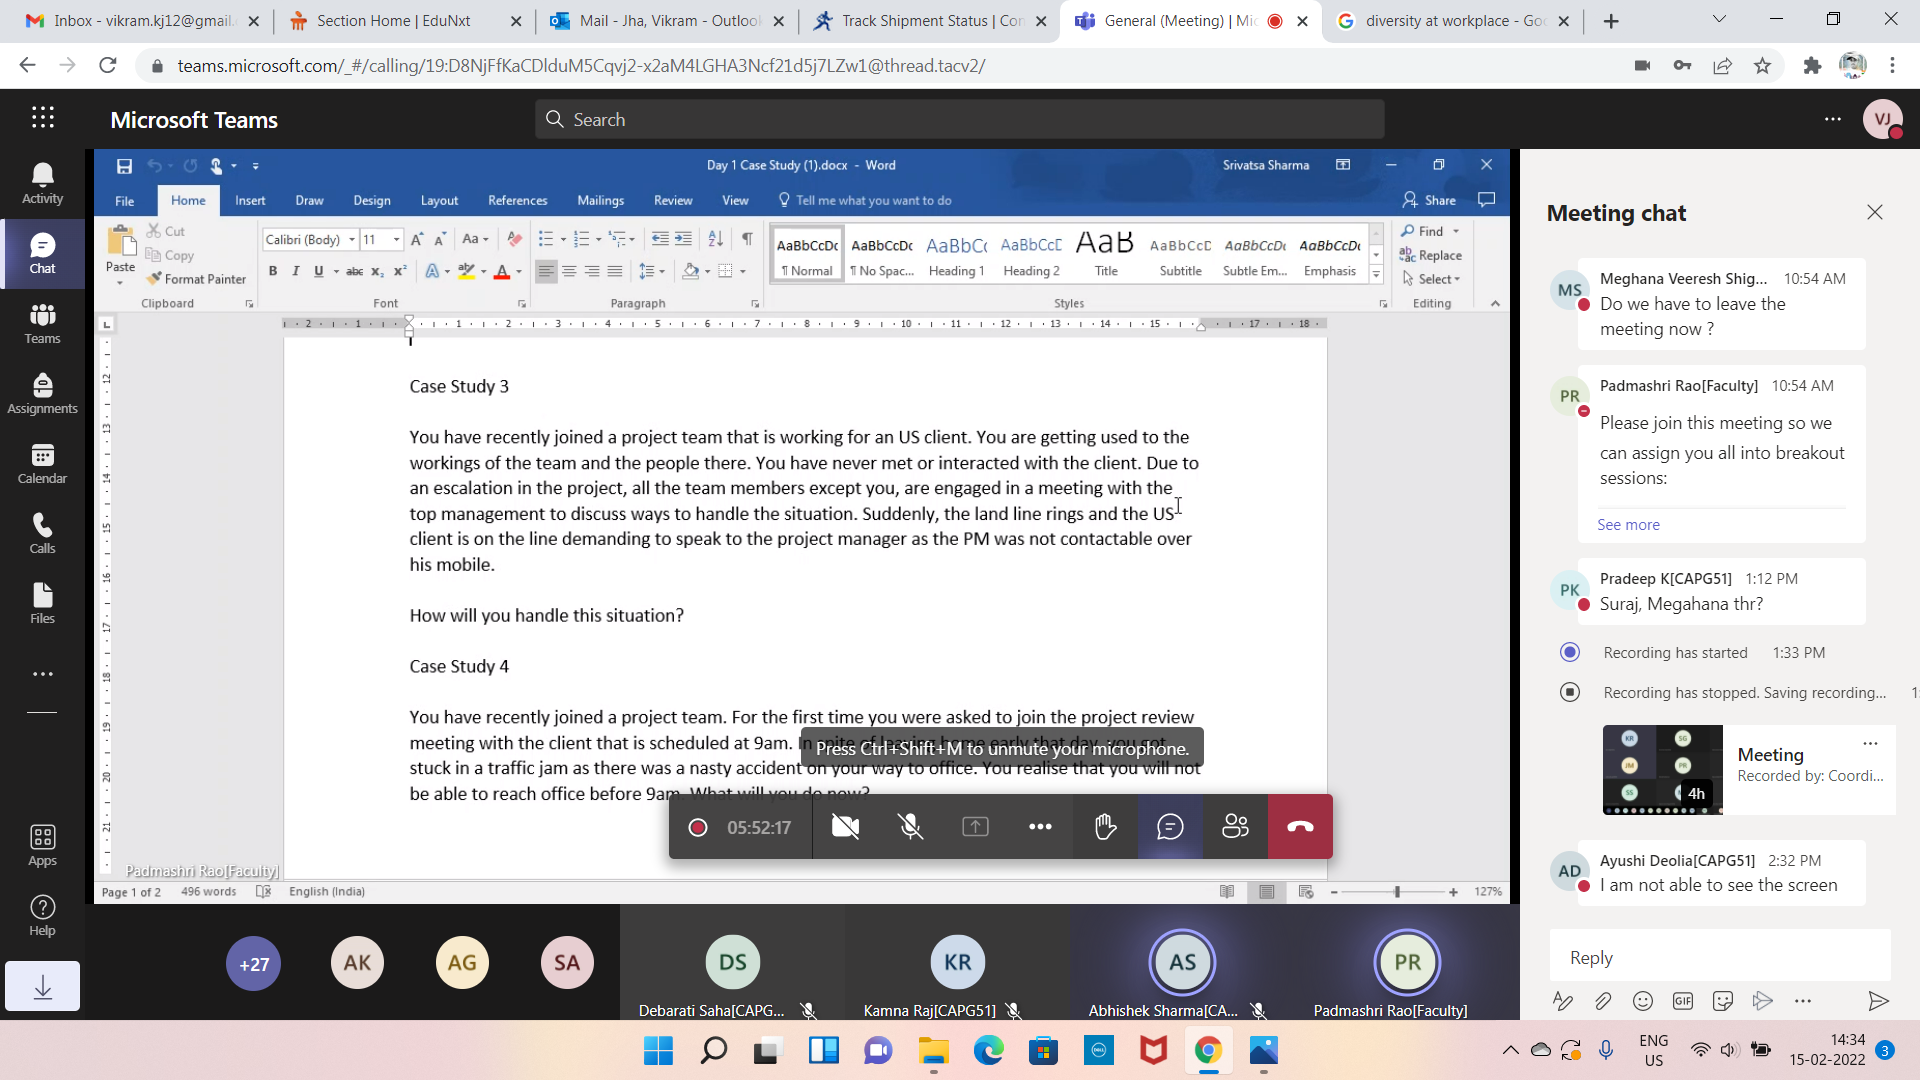 Inbox - vikram.kj12@gmail.
Section Home | EduNxt
Mail - Jha, Vikram - Outlook
Track Shipment Status | Con
General (Meeting) | Mic
diversity at workplace - Goo
teams.microsoft.com/_#/calling/19:D8NjFfKaCDlduM5Cqvj2-x2aM4LGHA3Ncf21d5j7LZw1@thread.tacv2/
Microsoft Teams
Search
VJ
Activity
Chat
Teams
Assignments
Calendar
Calls
Files
Apps
Help
Day 1 Case Study (1).docx - Word
Srivatsa Sharma
File Home Insert Draw Design Layout References Mailings Review View Tell me what you want to do
Share
Paste
Cut
Copy
Format Painter
Clipboard
Calibri (Body) 11
Font
Paragraph
AaBbCcDc ¶ Normal
AaBbCcDc ¶ No Spac...
AaBbC( Heading 1
AaBbCcE Heading 2
AaB Title
AaBbCcD Subtitle
AaBbCcDc Subtle Em...
AaBbCcDc Emphasis
Styles
Find
Replace
Select
Editing
Case Study 3
You have recently joined a project team that is working for an US client. You are getting used to the
workings of the team and the people there. You have never met or interacted with the client. Due to
an escalation in the project, all the team members except you, are engaged in a meeting with the
top management to discuss ways to handle the situation. Suddenly, the land line rings and the US
client is on the line demanding to speak to the project manager as the PM was not contactable over
his mobile.
How will you handle this situation?
Case Study 4
You have recently joined a project team. For the first time you were asked to join the project review
meeting with the client that is scheduled at 9am. In spite of leaving home early that day, you got
Press Ctrl+Shift+M to unmute your microphone.
stuck in a traffic jam as there was a nasty accident on your way to office. You realise that you will not
be able to reach office before 9am. What will you do now?
05:52:17
Padmashri Rao[Faculty]
Page 1 of 2 496 words English (India)
127%
+27
AK
AG
SA
DS
Debarati Saha[CAPG...
KR
Kamna Raj[CAPG51]
AS
Abhishek Sharma[CA...
PR
Padmashri Rao[Faculty]
Meeting chat
MS
Meghana Veeresh Shig... 10:54 AM
Do we have to leave the
meeting now ?
PR
Padmashri Rao[Faculty] 10:54 AM
Please join this meeting so we
can assign you all into breakout
sessions:
See more
PK
Pradeep K[CAPG51] 1:12 PM
Suraj, Megahana thr?
Recording has started 1:33 PM
Recording has stopped. Saving recording...
Meeting
Recorded by: Coordi...
4h
AD
Ayushi Deolia[CAPG51] 2:32 PM
I am not able to see the screen
Reply
GIF
ENG
US
14:34
15-02-2022
3